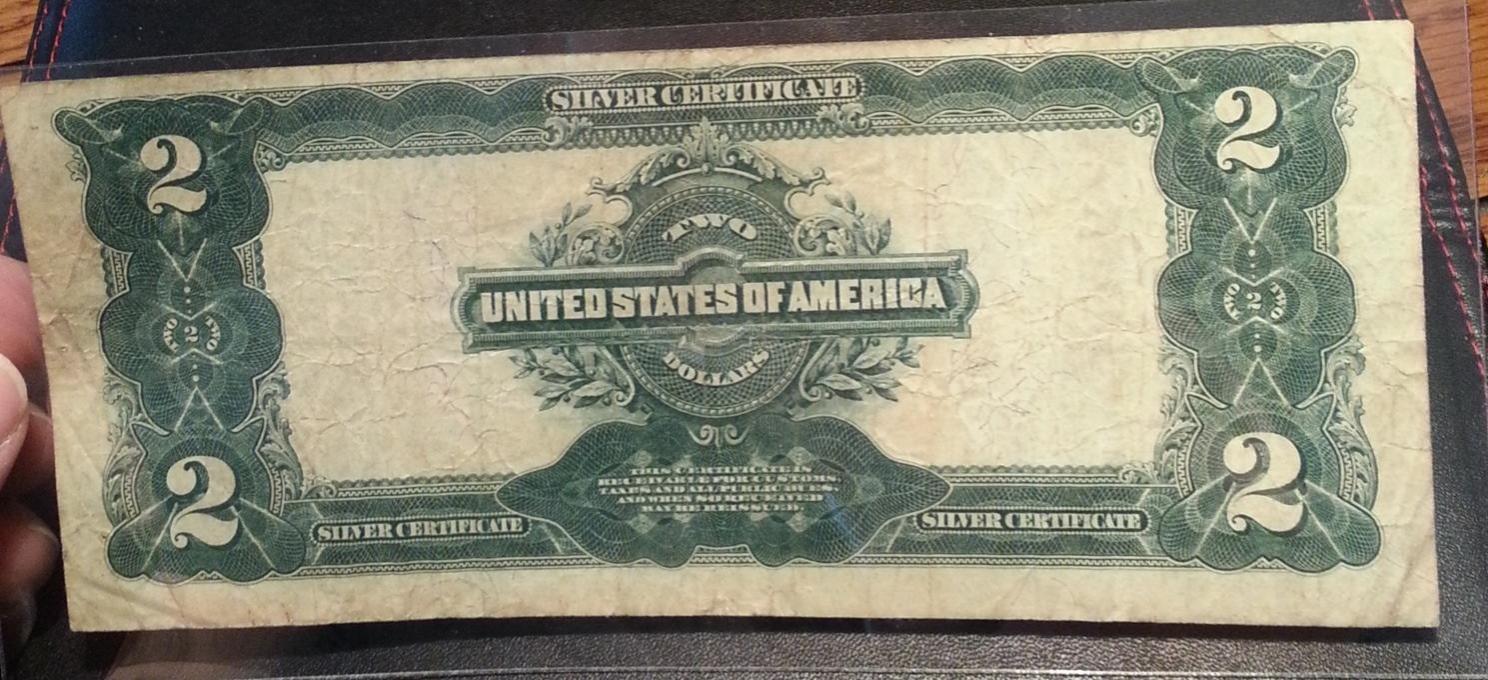 SILVER CERTIFICATE
2
2
TWO
UNITED STATES OF AMERICA
DOLLARS
TWO 2 TWO
TWO 2 TWO
THIS CERTIFICATE IS
RECEIVABLE FOR CUSTOMS,
TAXES AND ALL PUBLIC DUES
AND WHEN SO RECEIVED
MAY BE REISSUED.
2
SILVER CERTIFICATE
SILVER CERTIFICATE
2